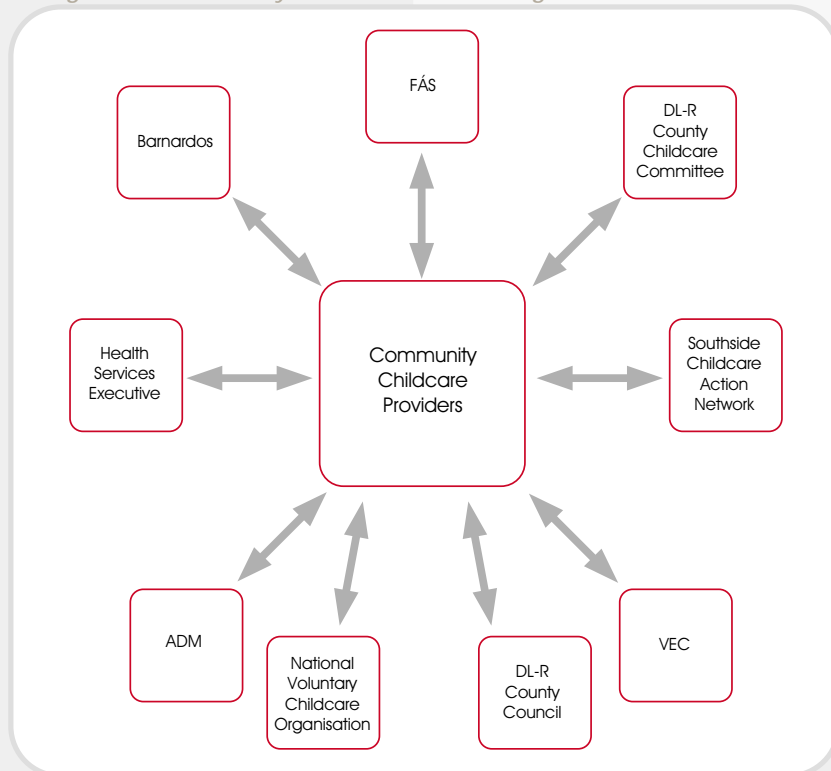 FÁS
Barnardos
DL-R
County
Childcare
Committee
Health
Services
Executive
Community
Childcare
Providers
Southside
Childcare
Action
Network
ADM
National
Voluntary
Childcare
Organisation
DL-R
County
Council
VEC